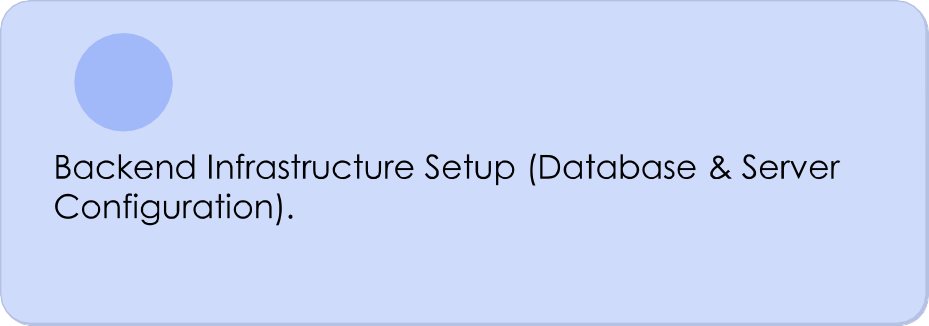 Backend Infrastructure Setup (Database & Server
Configuration).